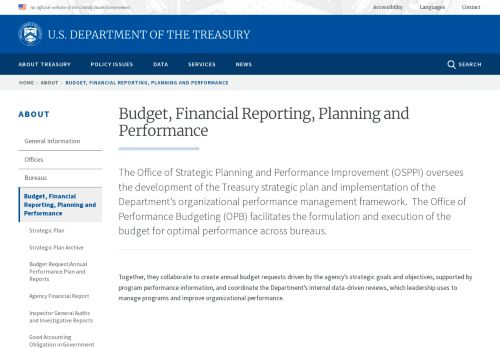 An official website of the United States Government
Accessibility Languages Contact
U.S. DEPARTMENT OF THE TREASURY
ABOUT TREASURY POLICY ISSUES DATA SERVICES NEWS SEARCH
HOME › ABOUT › BUDGET, FINANCIAL REPORTING, PLANNING AND PERFORMANCE
ABOUT
General Information
Offices
Bureaus
Budget, Financial
Reporting, Planning and
Performance
Strategic Plan
Strategic Plan Archive
Budget Request/Annual
Performance Plan and
Reports
Agency Financial Report
Inspector General Audits
and Investigative Reports
Good Accounting
Obligation in Government
Budget, Financial Reporting, Planning and
Performance
The Office of Strategic Planning and Performance Improvement (OSPPI) oversees
the development of the Treasury strategic plan and implementation of the
Department's organizational performance management framework. The Office of
Performance Budgeting (OPB) facilitates the formulation and execution of the
budget for optimal performance across bureaus.
Together, they collaborate to create annual budget requests driven by the agency's strategic goals and objectives, supported by
program performance information, and coordinate the Department's internal data-driven reviews, which leadership uses to
manage programs and improve organizational performance.